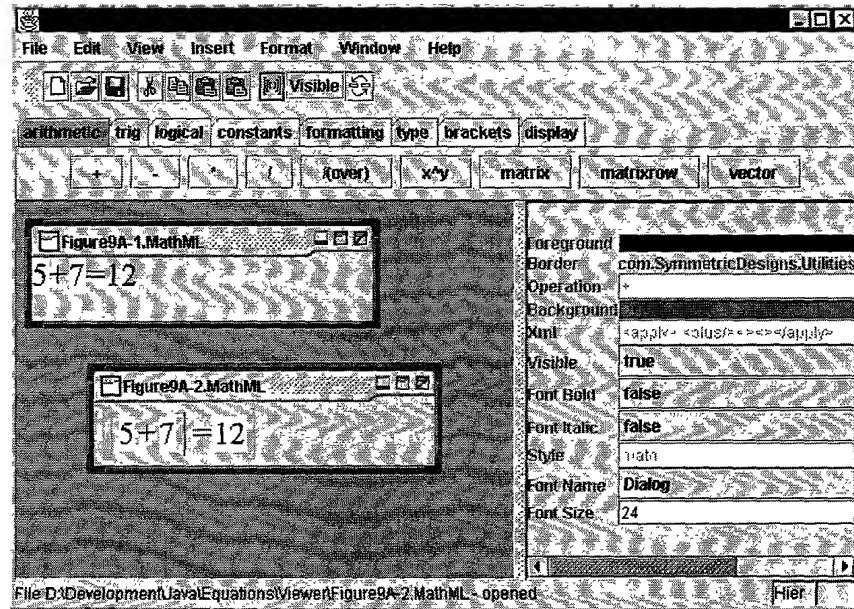 File Edit View Insert Format Window Help
Visible
arithmetic trig logical constants formatting type brackets display
+ - * / /(over) x^y matrix matrixrow vector
Figure9A-1.MathML
5+7=12
Figure9A-2.MathML
5+7=12
Foreground
Border com.SymmetricDesigns.Utilities
Operation +
Background
Xml <apply> <plus/> <><></apply>
Visible true
Font Bold false
Font Italic false
Style
Font Name Dialog
Font Size 24
File D:\Development\Java\Equations\Viewer\Figure9A-2.MathML - opened
Hier